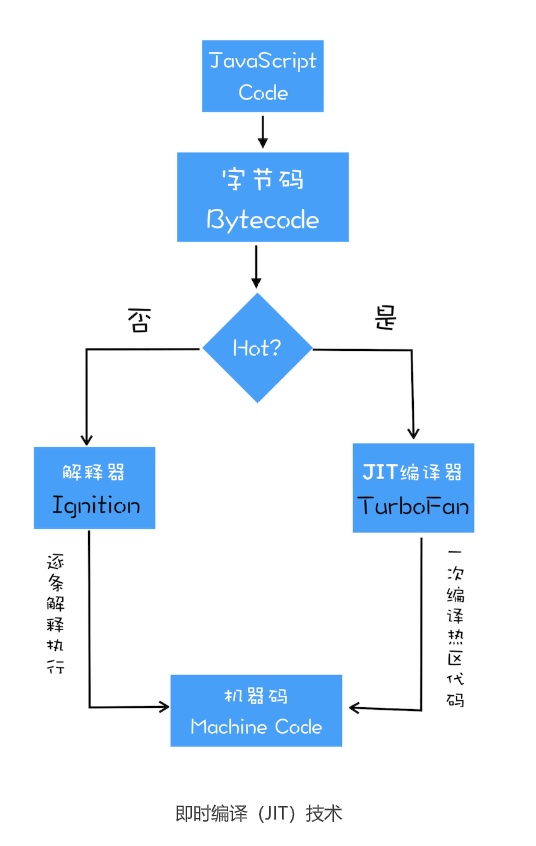 JavaScript
Code
字节码
Bytecode
否
是
Hot?
解释器
Ignition
JIT编译器
TurboFan
逐条解释执行
一次编译热区代码
机器码
Machine Code
即时编译（JIT）技术